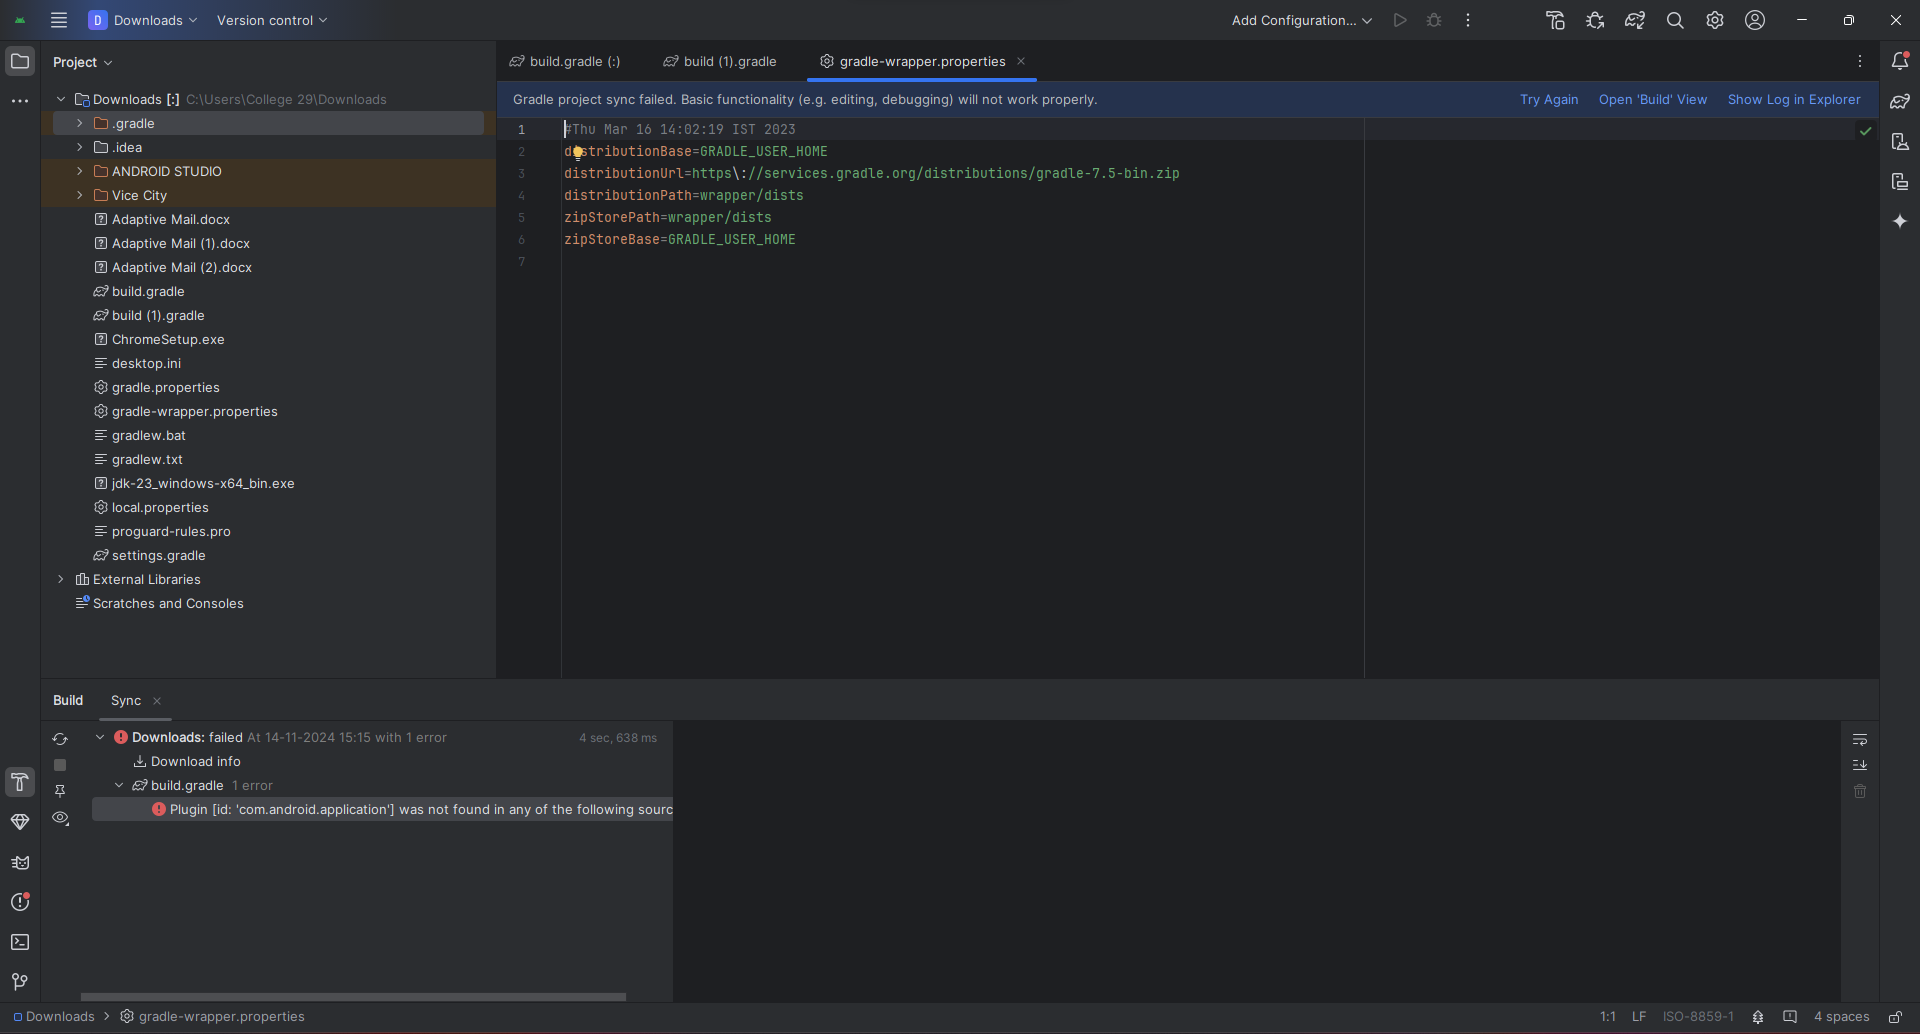 D Downloads Version control Add Configuration...
Project
build.gradle (:) build (1).gradle gradle-wrapper.properties
Gradle project sync failed. Basic functionality (e.g. editing, debugging) will not work properly. Try Again Open 'Build' View Show Log in Explorer
Downloads [:] C:\Users\College 29\Downloads
.gradle
.idea
ANDROID STUDIO
Vice City
Adaptive Mail.docx
Adaptive Mail (1).docx
Adaptive Mail (2).docx
build.gradle
build (1).gradle
ChromeSetup.exe
desktop.ini
gradle.properties
gradle-wrapper.properties
gradlew.bat
gradlew.txt
jdk-23_windows-x64_bin.exe
local.properties
proguard-rules.pro
settings.gradle
External Libraries
Scratches and Consoles
1 #Thu Mar 16 14:02:19 IST 2023
2 distributionBase=GRADLE_USER_HOME
3 distributionUrl=https\://services.gradle.org/distributions/gradle-7.5-bin.zip
4 distributionPath=wrapper/dists
5 zipStorePath=wrapper/dists
6 zipStoreBase=GRADLE_USER_HOME
7
Build Sync
Downloads: failed At 14-11-2024 15:15 with 1 error 4 sec, 638 ms
Download info
build.gradle 1 error
Plugin [id: 'com.android.application'] was not found in any of the following sourc
Downloads gradle-wrapper.properties 1:1 LF ISO-8859-1 4 spaces